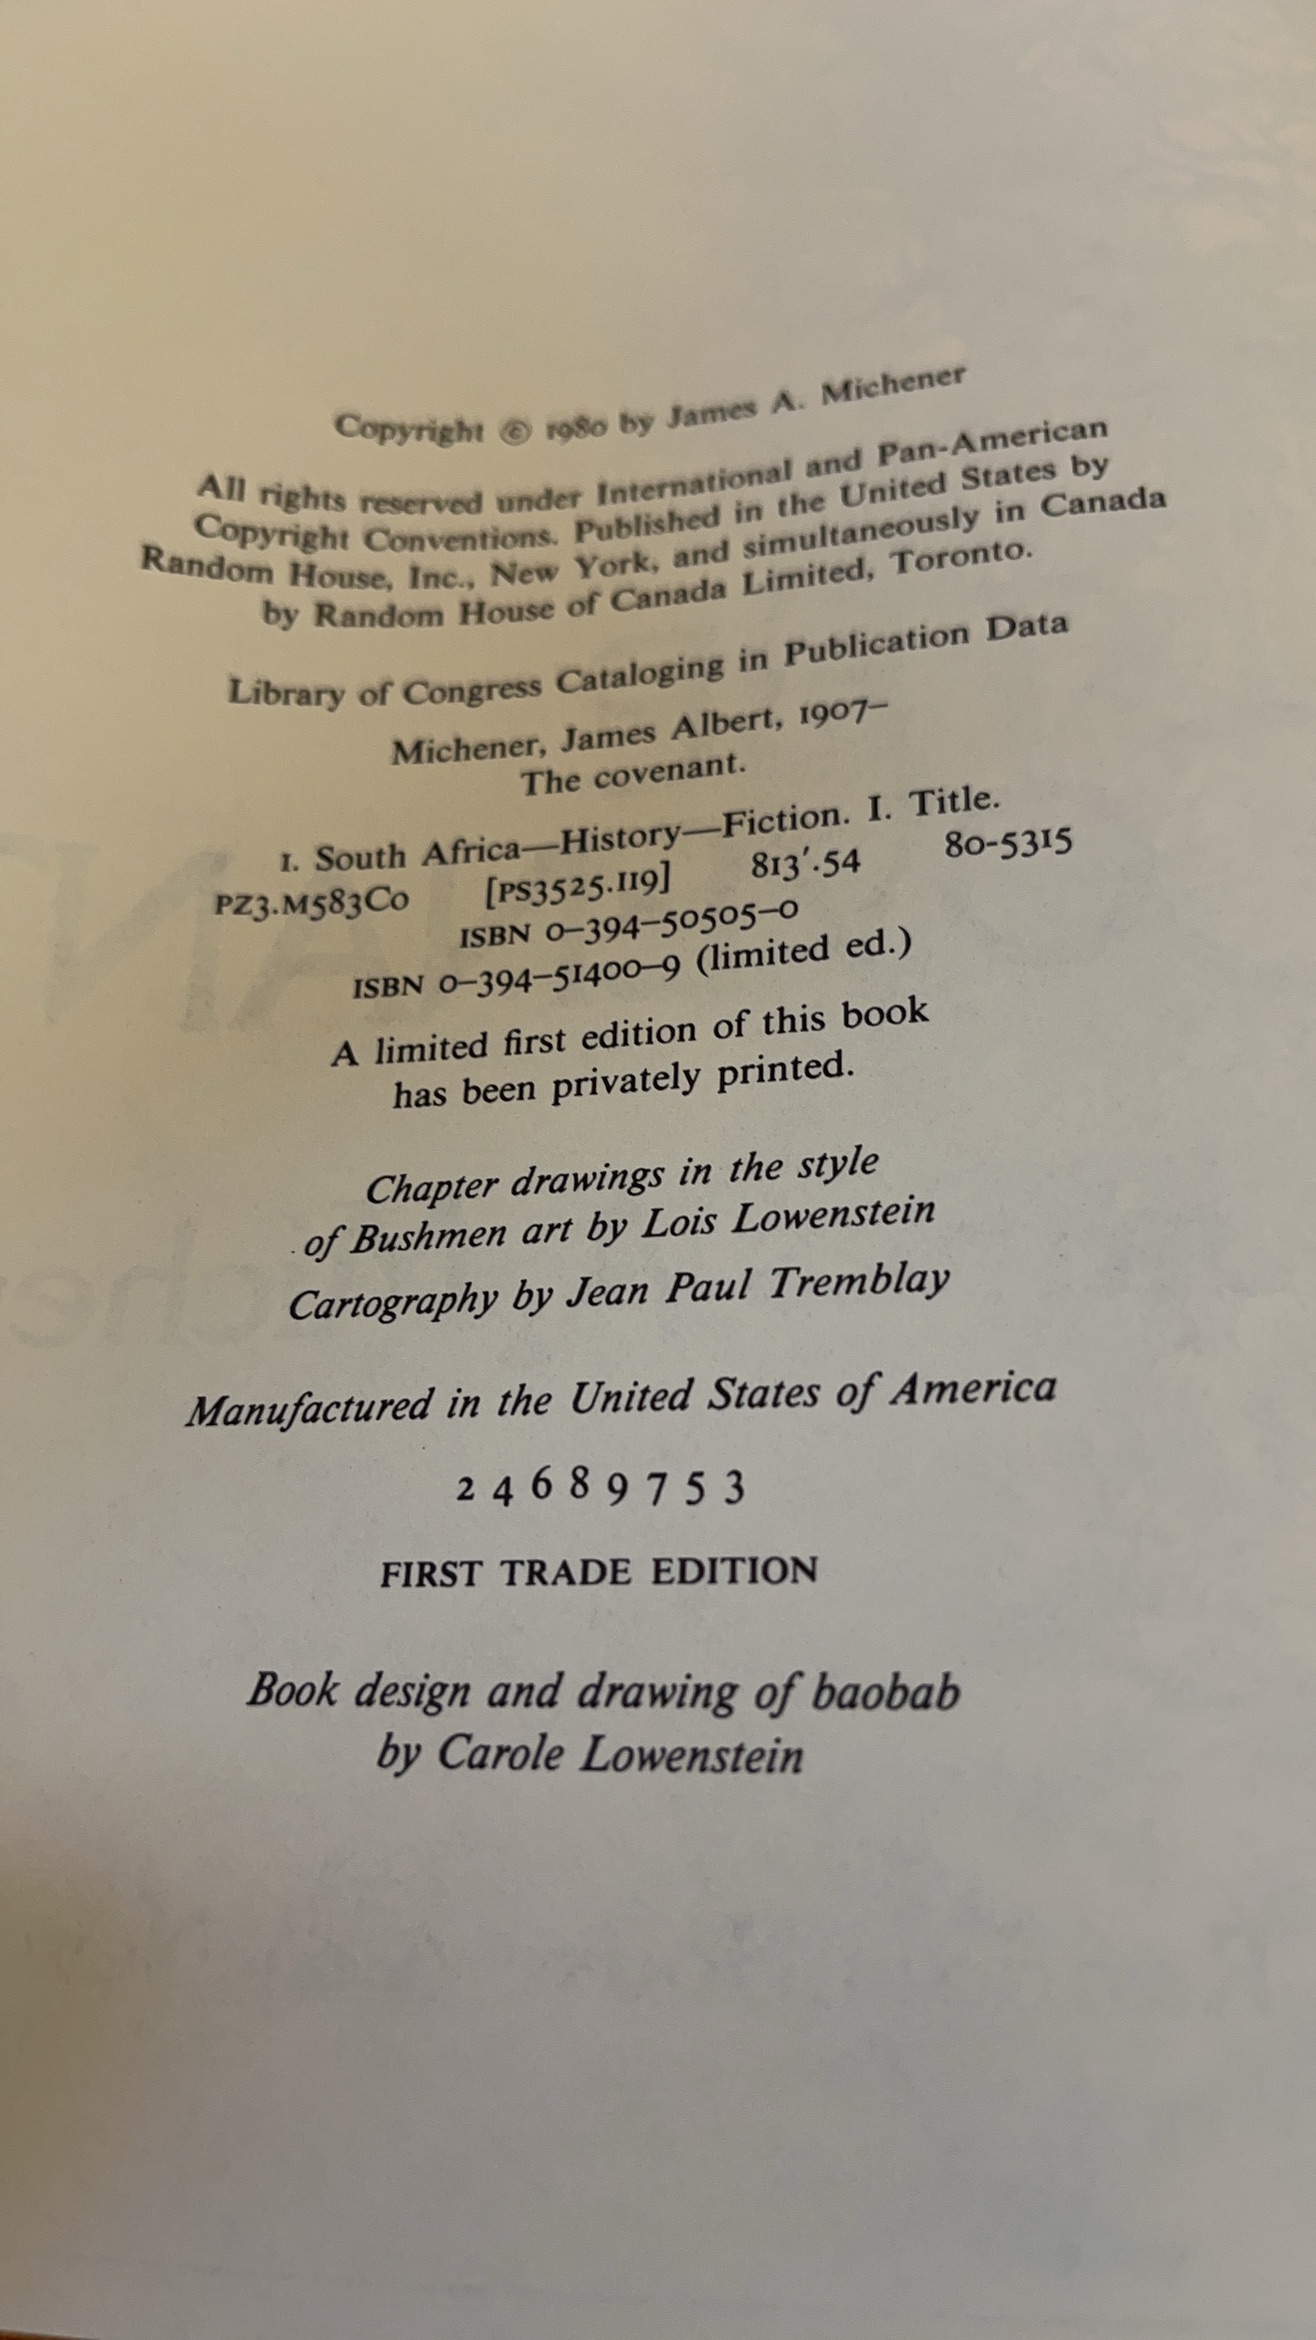 Copyright © 1980 by James A. Michener
All rights reserved under International and Pan-American
Copyright Conventions. Published in the United States by
Random House, Inc., New York, and simultaneously in Canada
by Random House of Canada Limited, Toronto.
Library of Congress Cataloging in Publication Data
Michener, James Albert, 1907–
The covenant.
1. South Africa—History—Fiction. I. Title.
PZ3.M583Co [PS3525.I19] 813'.54 80-5315
ISBN 0–394–50505–0
ISBN 0–394–51400–9 (limited ed.)
A limited first edition of this book
has been privately printed.
Chapter drawings in the style
of Bushmen art by Lois Lowenstein
Cartography by Jean Paul Tremblay
Manufactured in the United States of America
2 4 6 8 9 7 5 3
FIRST TRADE EDITION
Book design and drawing of baobab
by Carole Lowenstein